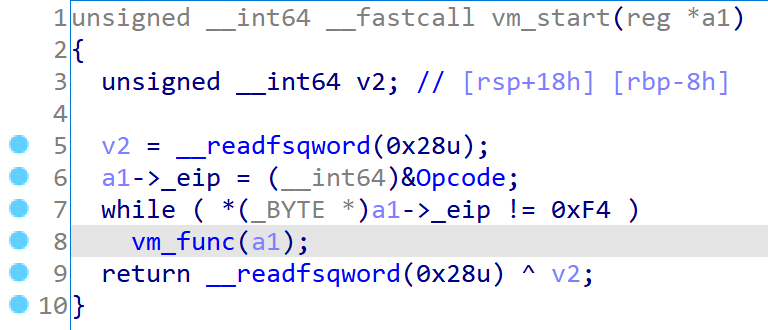 1 unsigned __int64 __fastcall vm_start(reg *a1)
2 {
3   unsigned __int64 v2; // [rsp+18h] [rbp-8h]
4
5   v2 = __readfsqword(0x28u);
6   a1->_eip = (__int64)&Opcode;
7   while ( *(_BYTE *)a1->_eip != 0xF4 )
8     vm_func(a1);
9   return __readfsqword(0x28u) ^ v2;
10 }